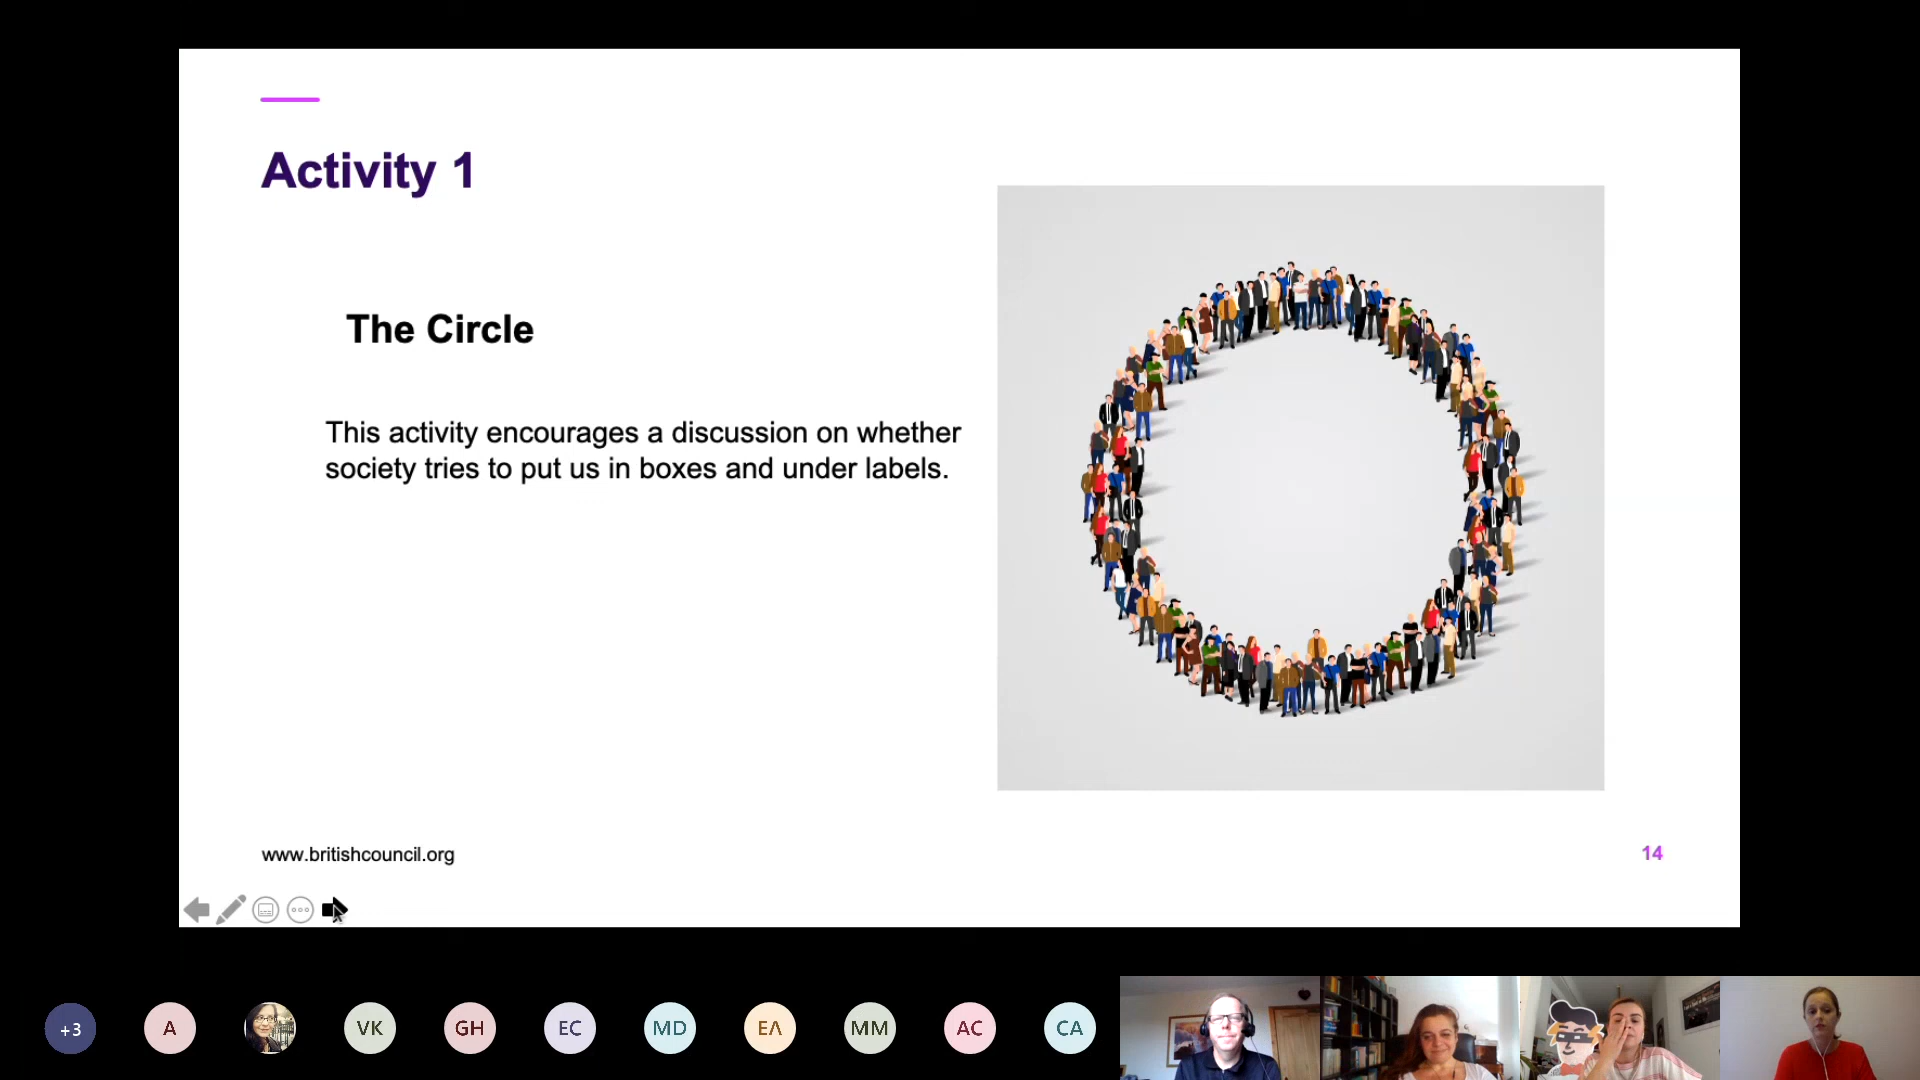 Activity 1
The Circle
This activity encourages a discussion on whether
society tries to put us in boxes and under labels.
www.britishcouncil.org
14
+3
A
VK
GH
EC
MD
ΕΛ
MM
AC
CA